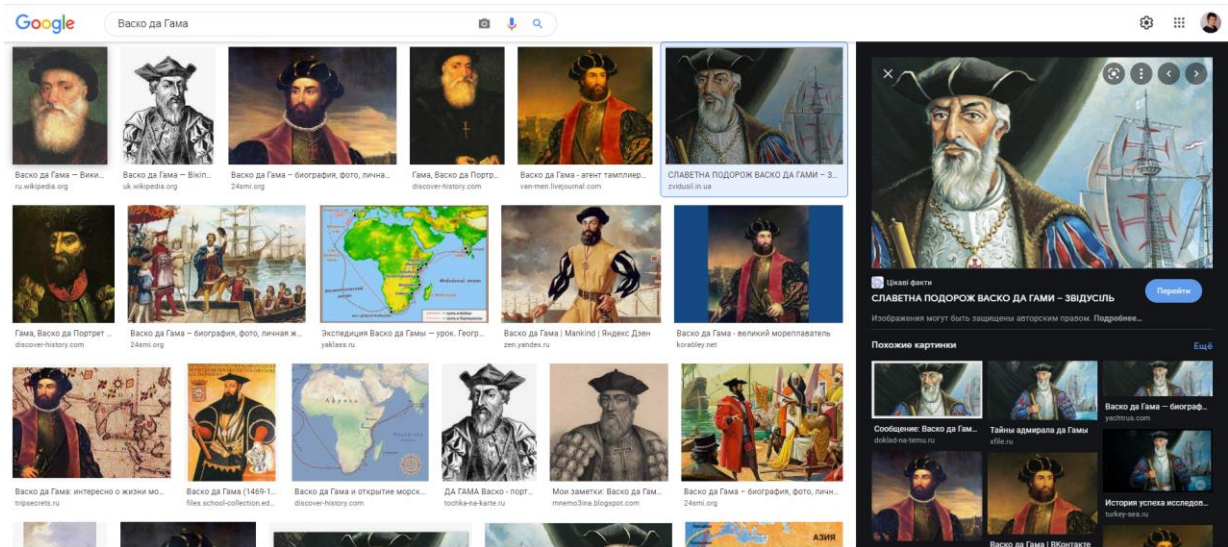 Google
Васко да Гама
Васко да Гама — Вики...
ru.wikipedia.org
Васко да Гама — Вікіп...
uk.wikipedia.org
Васко да Гама – биография, фото, лична...
24smi.org
Гама, Васко да Портр...
discover-history.com
Васко да Гама - агент тамплиер...
van-men.livejournal.com
СЛАВЕТНА ПОДОРОЖ ВАСКО ДА ГАМИ – З...
zvidusil.in.ua
Гама, Васко да Портрет ...
discover-history.com
Васко да Гама – биография, фото, личная ж...
24smi.org
Экспедиция Васко да Гамы — урок. Геогр...
yaklass.ru
Васко да Гама | Mankind | Яндекс Дзен
zen.yandex.ru
Васко да Гама - великий мореплаватель
korabley.net
Васко да Гама: интересно о жизни мо...
tripsecrets.ru
Васко да Гама (1469-1...
files.school-collection.ed...
Африка
Васко да Гама и открытие морск...
discover-history.com
ДА ГАМА Васко - порт...
tochka-na-karte.ru
Мои заметки: Васко да Гам...
mnemo3ina.blogspot.com
Васко да Гама – биография, фото, личн...
24smi.org
АЗИЯ
Цікаві факти
СЛАВЕТНА ПОДОРОЖ ВАСКО ДА ГАМИ – ЗВІДУСІЛЬ
Перейти
Изображения могут быть защищены авторским правом. Подробнее...
Похожие картинки
Ещё
Сообщение: Васко да Гам...
doklad-na-temu.ru
Тайны адмирала да Гамы
xfile.ru
Васко да Гама — биограф...
yachtrus.com
История успеха исследов...
turkey-sea.ru
Васко да Гама | ВКонтакте